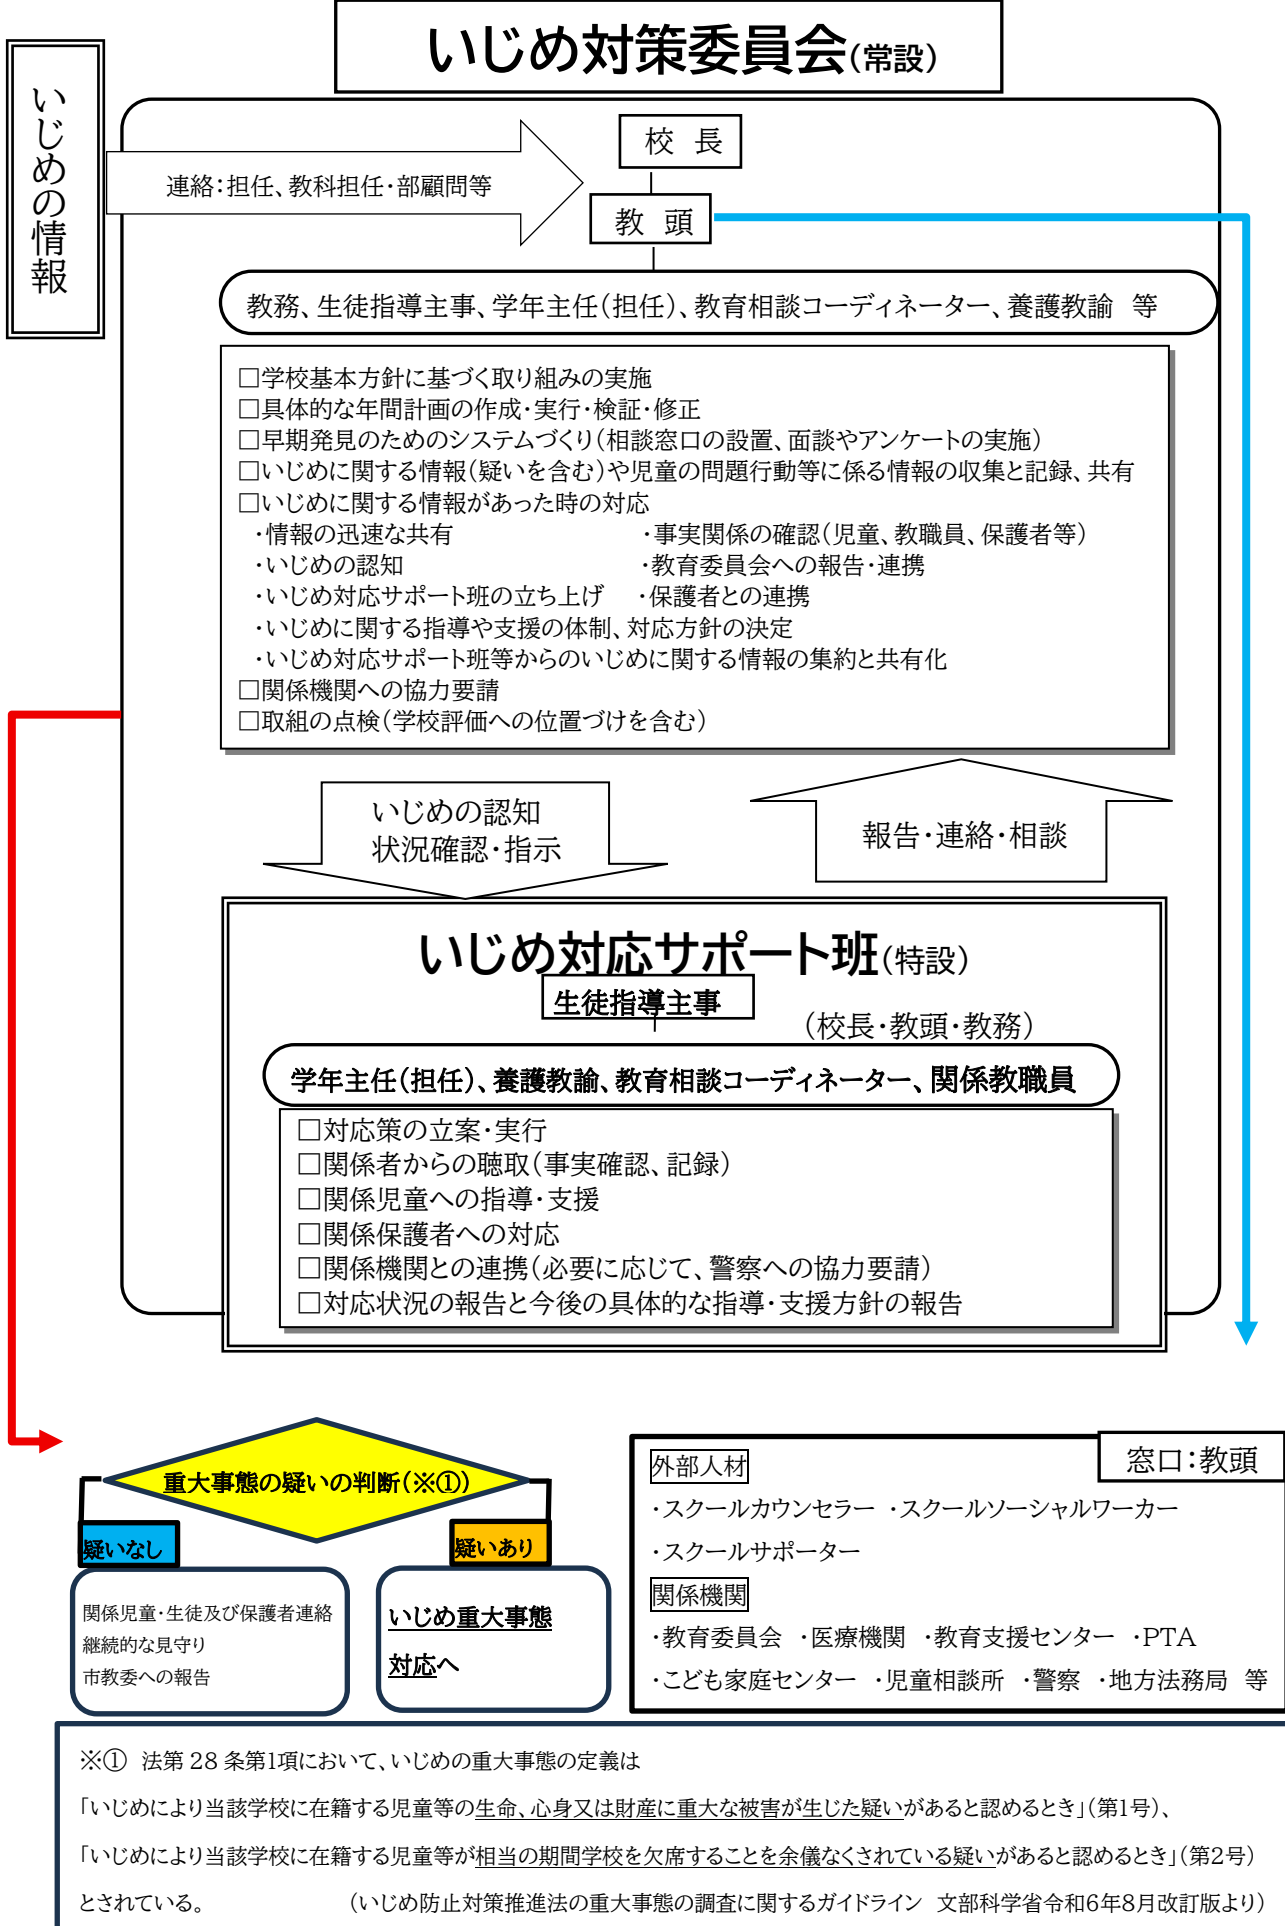 いじめ対策委員会(常設)
いじめの情報
校 長
連絡:担任、教科担任・部顧問等
教 頭
教務、生徒指導主事、学年主任(担任)、教育相談コーディネーター、養護教諭 等
□学校基本方針に基づく取り組みの実施
□具体的な年間計画の作成・実行・検証・修正
□早期発見のためのシステムづくり(相談窓口の設置、面談やアンケートの実施)
□いじめに関する情報(疑いを含む)や児童の問題行動等に係る情報の収集と記録、共有
□いじめに関する情報があった時の対応
・情報の迅速な共有 ・事実関係の確認(児童、教職員、保護者等)
・いじめの認知 ・教育委員会への報告・連携
・いじめ対応サポート班の立ち上げ ・保護者との連携
・いじめに関する指導や支援の体制、対応方針の決定
・いじめ対応サポート班等からのいじめに関する情報の集約と共有化
□関係機関への協力要請
□取組の点検(学校評価への位置づけを含む)
いじめの認知
状況確認・指示
報告・連絡・相談
いじめ対応サポート班(特設)
生徒指導主事
(校長・教頭・教務)
学年主任(担任)、養護教諭、教育相談コーディネーター、関係教職員
□対応策の立案・実行
□関係者からの聴取(事実確認、記録)
□関係児童への指導・支援
□関係保護者への対応
□関係機関との連携(必要に応じて、警察への協力要請)
□対応状況の報告と今後の具体的な指導・支援方針の報告
重大事態の疑いの判断(※①)
疑いなし
疑いあり
関係児童・生徒及び保護者連絡
継続的な見守り
市教委への報告
いじめ重大事態
対応へ
窓口:教頭
外部人材
・スクールカウンセラー ・スクールソーシャルワーカー
・スクールサポーター
関係機関
・教育委員会 ・医療機関 ・教育支援センター ・PTA
・こども家庭センター ・児童相談所 ・警察 ・地方法務局 等
※① 法第28条第1項において、いじめの重大事態の定義は
「いじめにより当該学校に在籍する児童等の生命、心身又は財産に重大な被害が生じた疑いがあると認めるとき」(第1号)、
「いじめにより当該学校に在籍する児童等が相当の期間学校を欠席することを余儀なくされている疑いがあると認めるとき」(第2号)
とされている。 (いじめ防止対策推進法の重大事態の調査に関するガイドライン 文部科学省令和6年8月改訂版より)